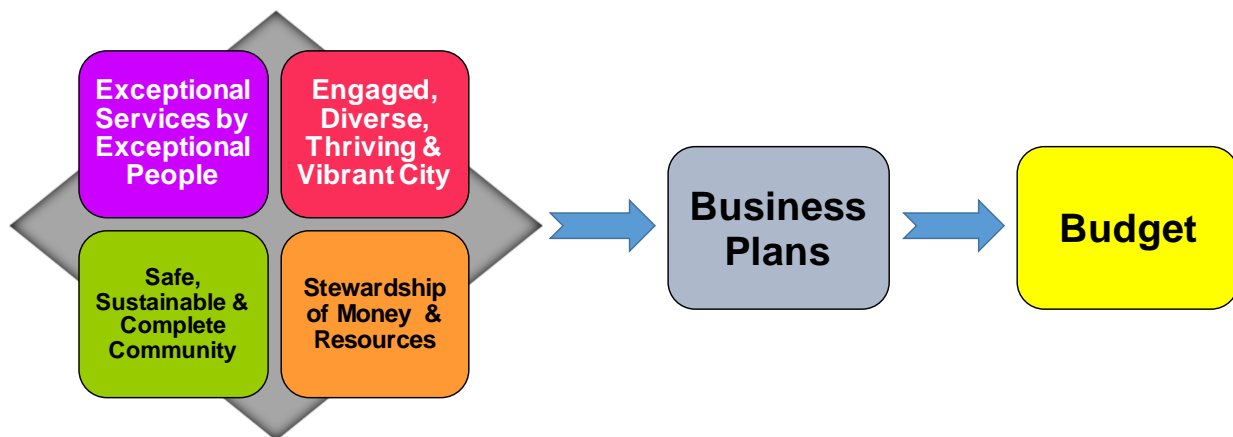 Exceptional
Services by
Exceptional
People
Engaged,
Diverse,
Thriving &
Vibrant City
Safe,
Sustainable &
Complete
Community
Stewardship
of Money &
Resources
Business
Plans
Budget